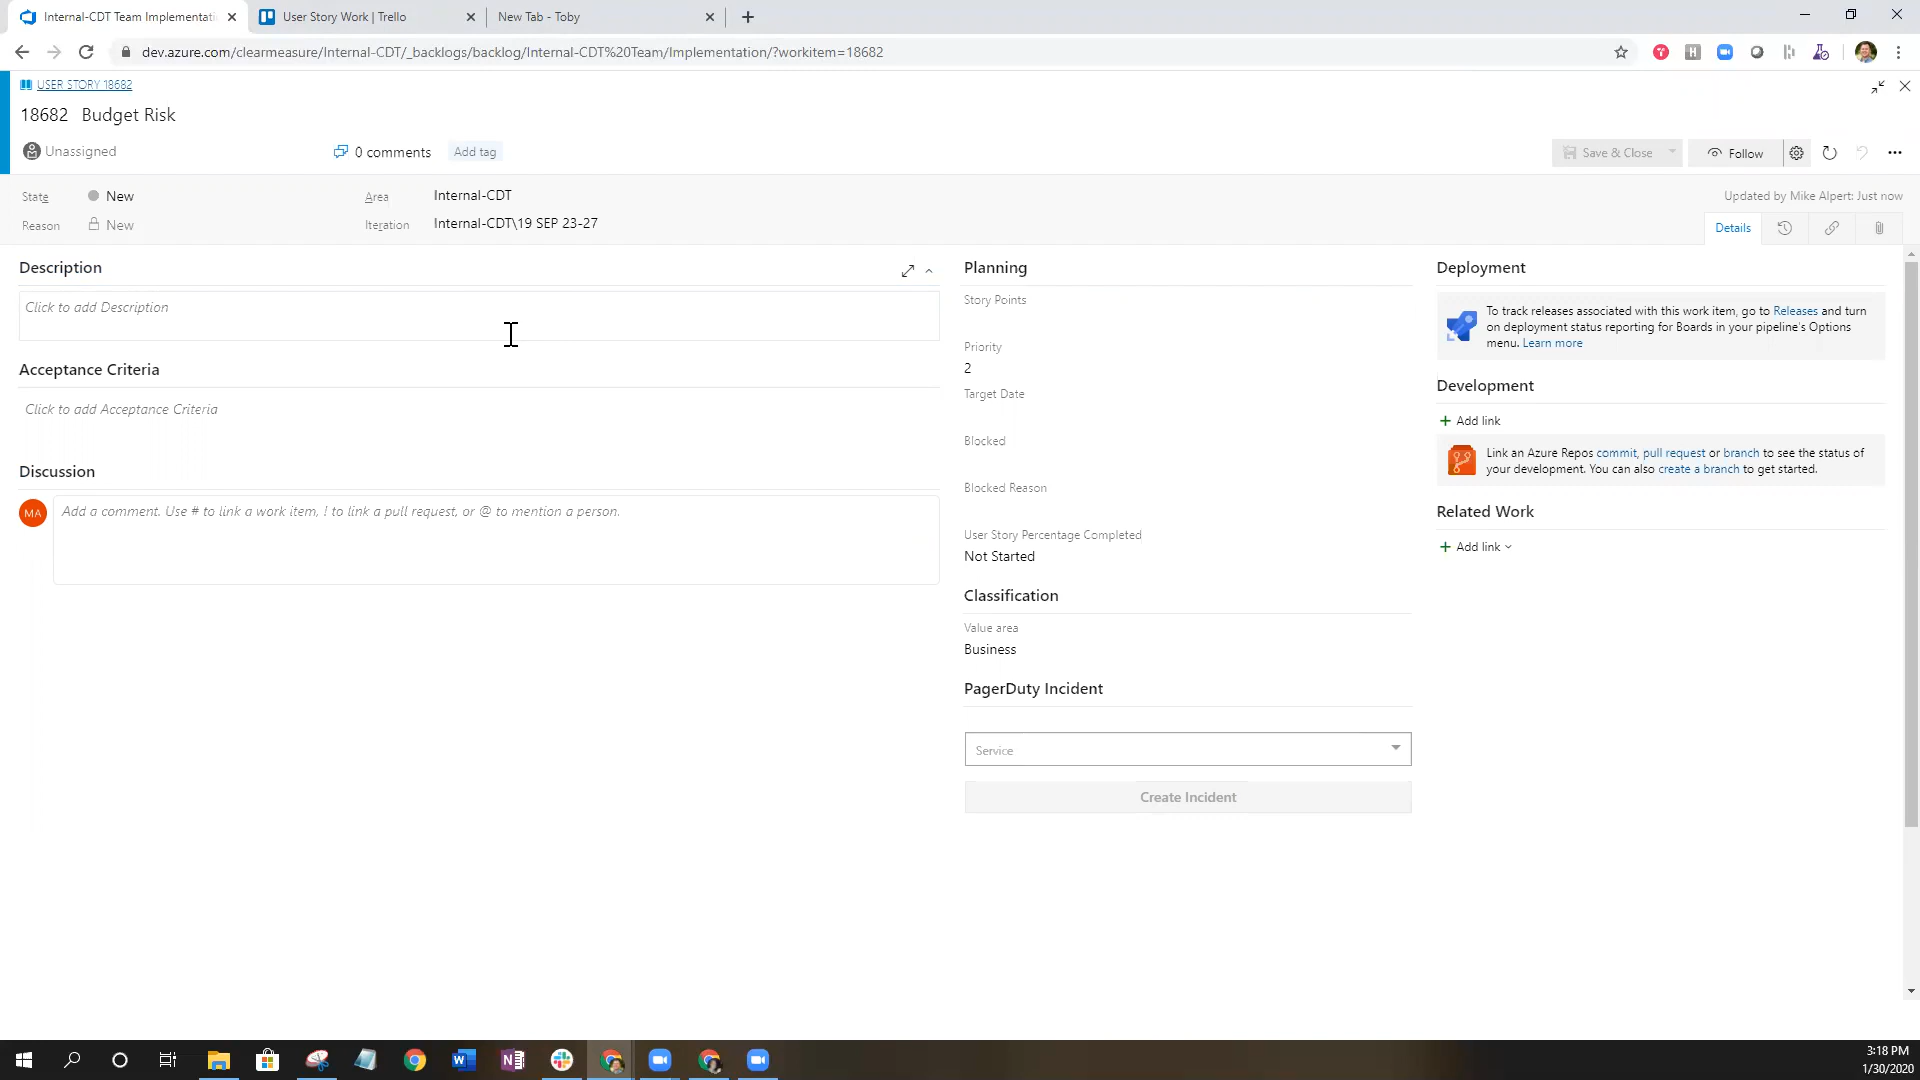 Internal-CDT Team Implementati
User Story Work | Trello
New Tab - Toby
dev.azure.com/clearmeasure/Internal-CDT/_backlogs/backlog/Internal-CDT%20Team/Implementation/?workitem=18682
USER STORY 18682
18682 Budget Risk
Unassigned
0 comments
Add tag
Save & Close
Follow
State
New
Area
Internal-CDT
Updated by Mike Alpert: Just now
Reason
New
Iteration
Internal-CDT\19 SEP 23-27
Details
Description
Click to add Description
Acceptance Criteria
Click to add Acceptance Criteria
Discussion
MA
Add a comment. Use # to link a work item, ! to link a pull request, or @ to mention a person.
Planning
Story Points
Priority
2
Target Date
Blocked
Blocked Reason
User Story Percentage Completed
Not Started
Classification
Value area
Business
PagerDuty Incident
Service
Create Incident
Deployment
To track releases associated with this work item, go to Releases and turn
on deployment status reporting for Boards in your pipeline's Options
menu. Learn more
Development
Add link
Link an Azure Repos commit, pull request or branch to see the status of
your development. You can also create a branch to get started.
Related Work
Add link
3:18 PM
1/30/2020